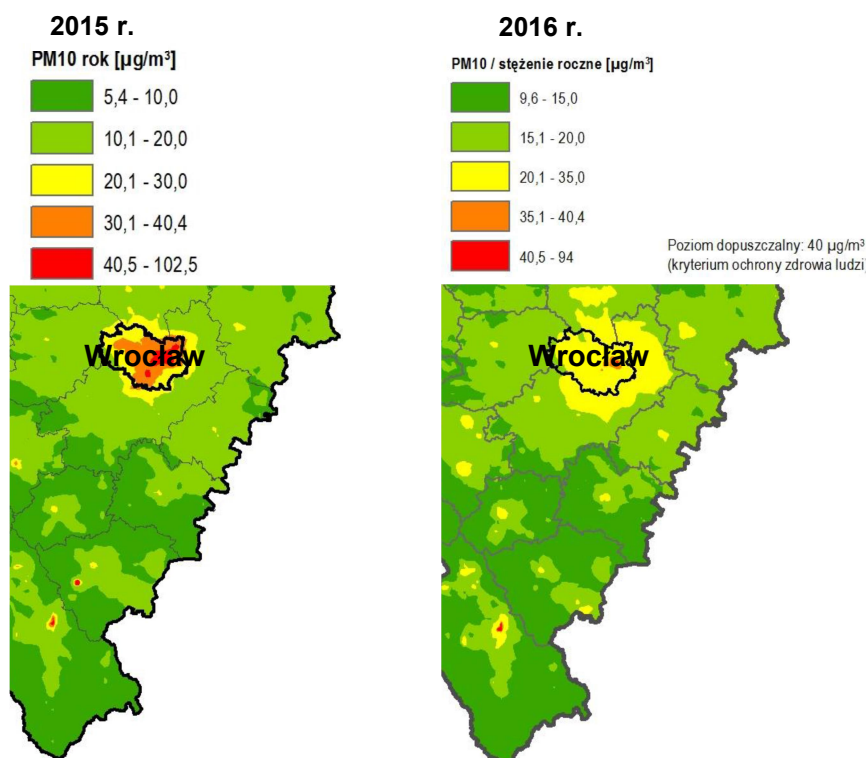 2015 r.
PM10 rok [µg/m³]
5,4 - 10,0
10,1 - 20,0
20,1 - 30,0
30,1 - 40,4
40,5 - 102,5
Wrocław
2016 r.
PM10 / stężenie roczne [µg/m³]
9,6 - 15,0
15,1 - 20,0
20,1 - 35,0
35,1 - 40,4
40,5 - 94
Poziom dopuszczalny: 40 µg/m³
(kryterium ochrony zdrowia ludzi)
Wrocław